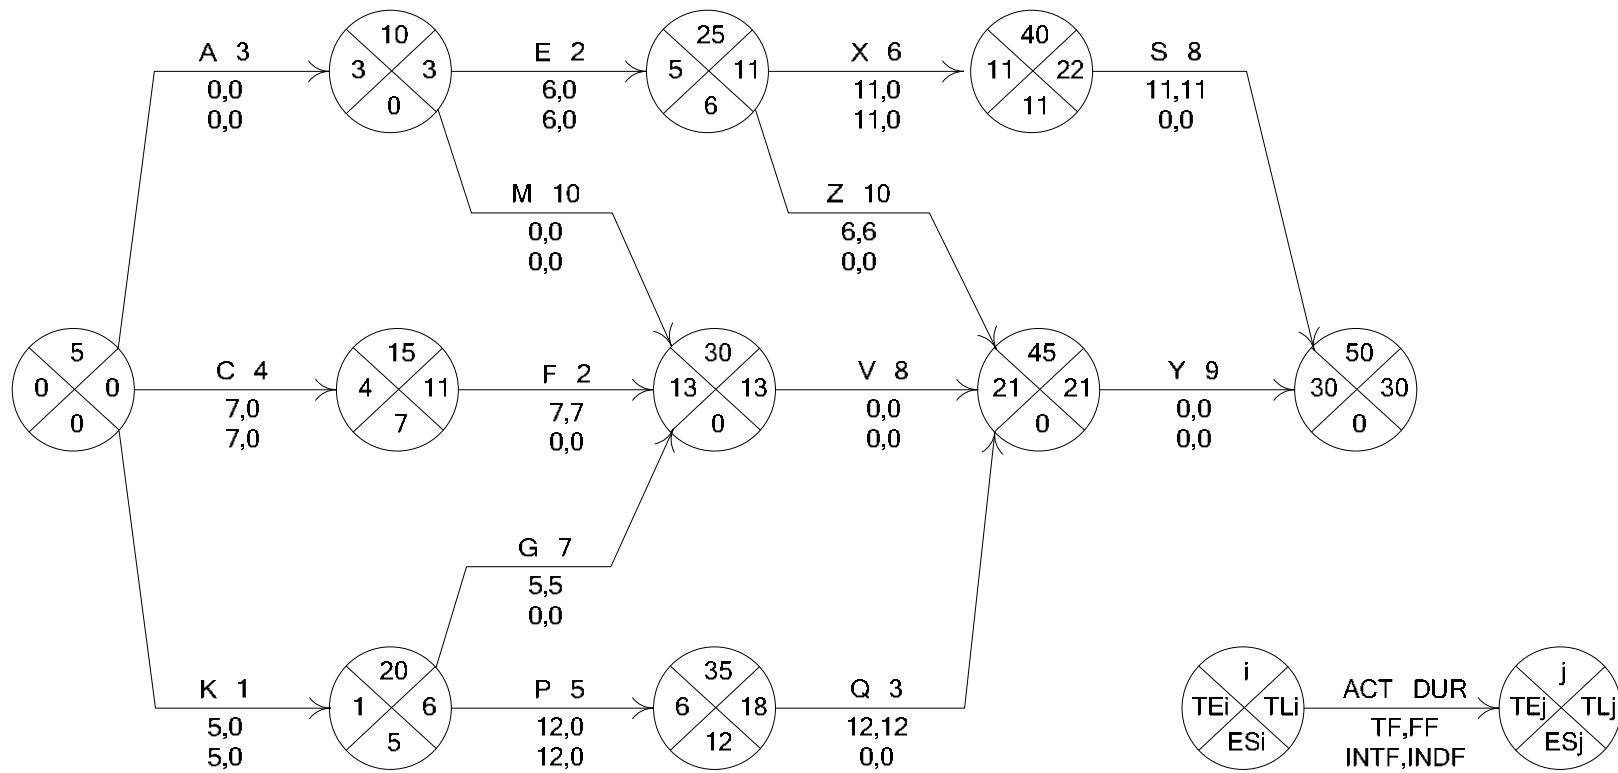 10
3 3
0
25
5 11
6
40
11 22
11
A 3
0,0
0,0
E 2
6,0
6,0
X 6
11,0
11,0
S 8
11,11
0,0
M 10
0,0
0,0
Z 10
6,6
0,0
5
0 0
0
15
4 11
7
30
13 13
0
45
21 21
0
50
30 30
0
C 4
7,0
7,0
F 2
7,7
0,0
V 8
0,0
0,0
Y 9
0,0
0,0
G 7
5,5
0,0
20
1 6
5
35
6 18
12
K 1
5,0
5,0
P 5
12,0
12,0
Q 3
12,12
0,0
i
TEi TLi
ESi
ACT DUR
TF,FF
INTF,INDF
j
TEj TLj
ESj